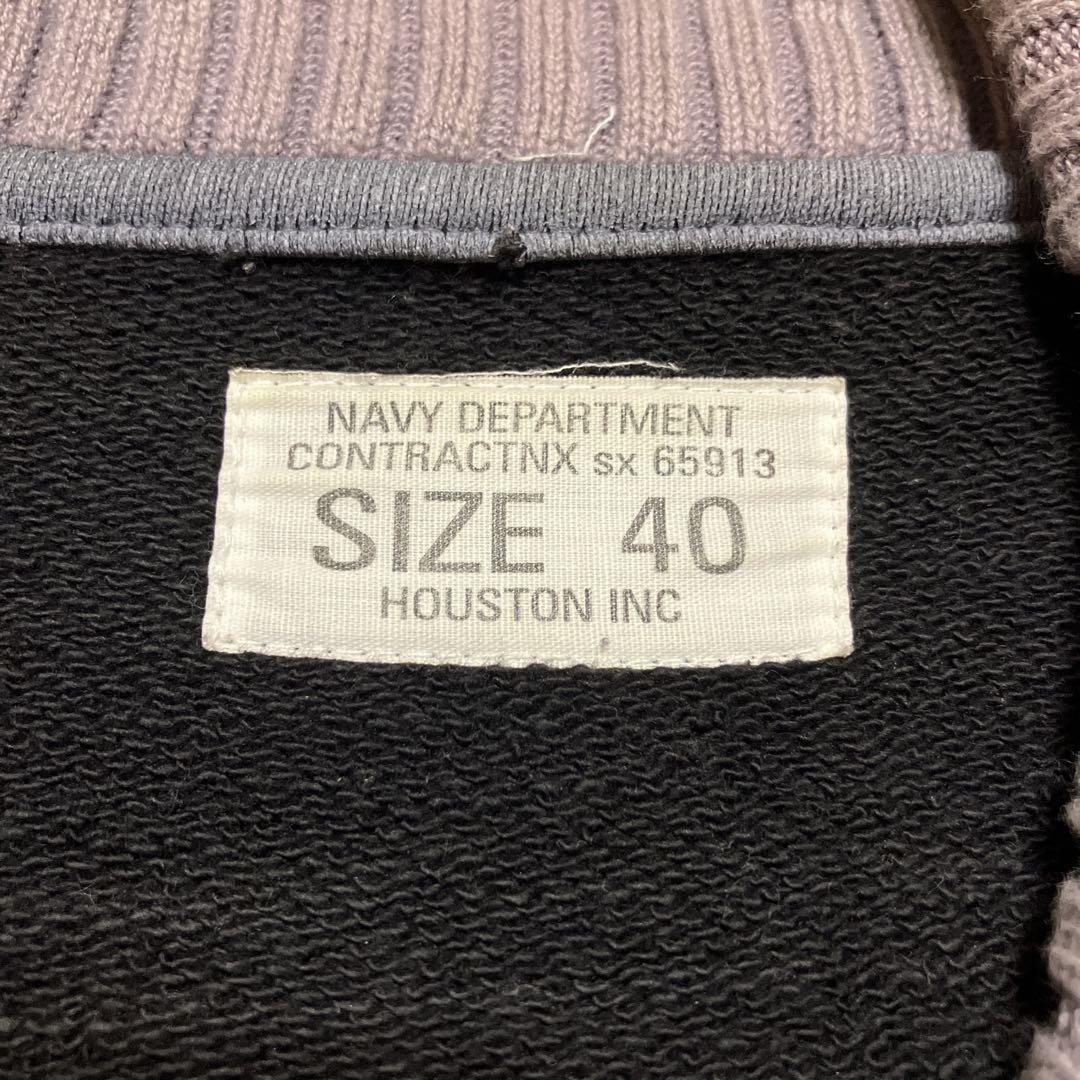 NAVY DEPARTMENT
CONTRACTNX sx 65913
SIZE 40
HOUSTON INC